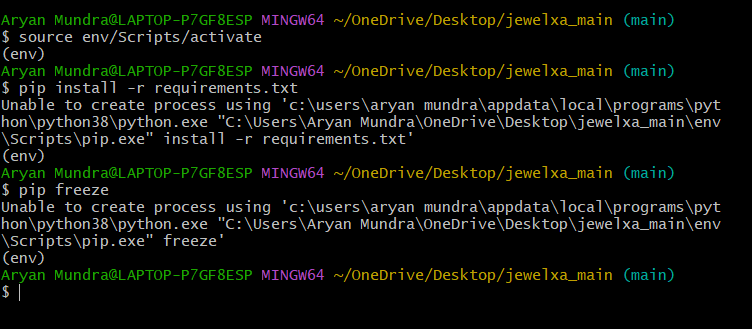 Aryan Mundra@LAPTOP-P7GF8ESP MINGW64 ~/OneDrive/Desktop/jewelxa_main (main)
$ source env/Scripts/activate
(env)
Aryan Mundra@LAPTOP-P7GF8ESP MINGW64 ~/OneDrive/Desktop/jewelxa_main (main)
$ pip install -r requirements.txt
Unable to create process using 'c:\users\aryan mundra\appdata\local\programs\pyt
hon\python38\python.exe "C:\Users\Aryan Mundra\OneDrive\Desktop\jewelxa_main\env
\Scripts\pip.exe" install -r requirements.txt'
(env)
Aryan Mundra@LAPTOP-P7GF8ESP MINGW64 ~/OneDrive/Desktop/jewelxa_main (main)
$ pip freeze
Unable to create process using 'c:\users\aryan mundra\appdata\local\programs\pyt
hon\python38\python.exe "C:\Users\Aryan Mundra\OneDrive\Desktop\jewelxa_main\env
\Scripts\pip.exe" freeze'
(env)
Aryan Mundra@LAPTOP-P7GF8ESP MINGW64 ~/OneDrive/Desktop/jewelxa_main (main)
$